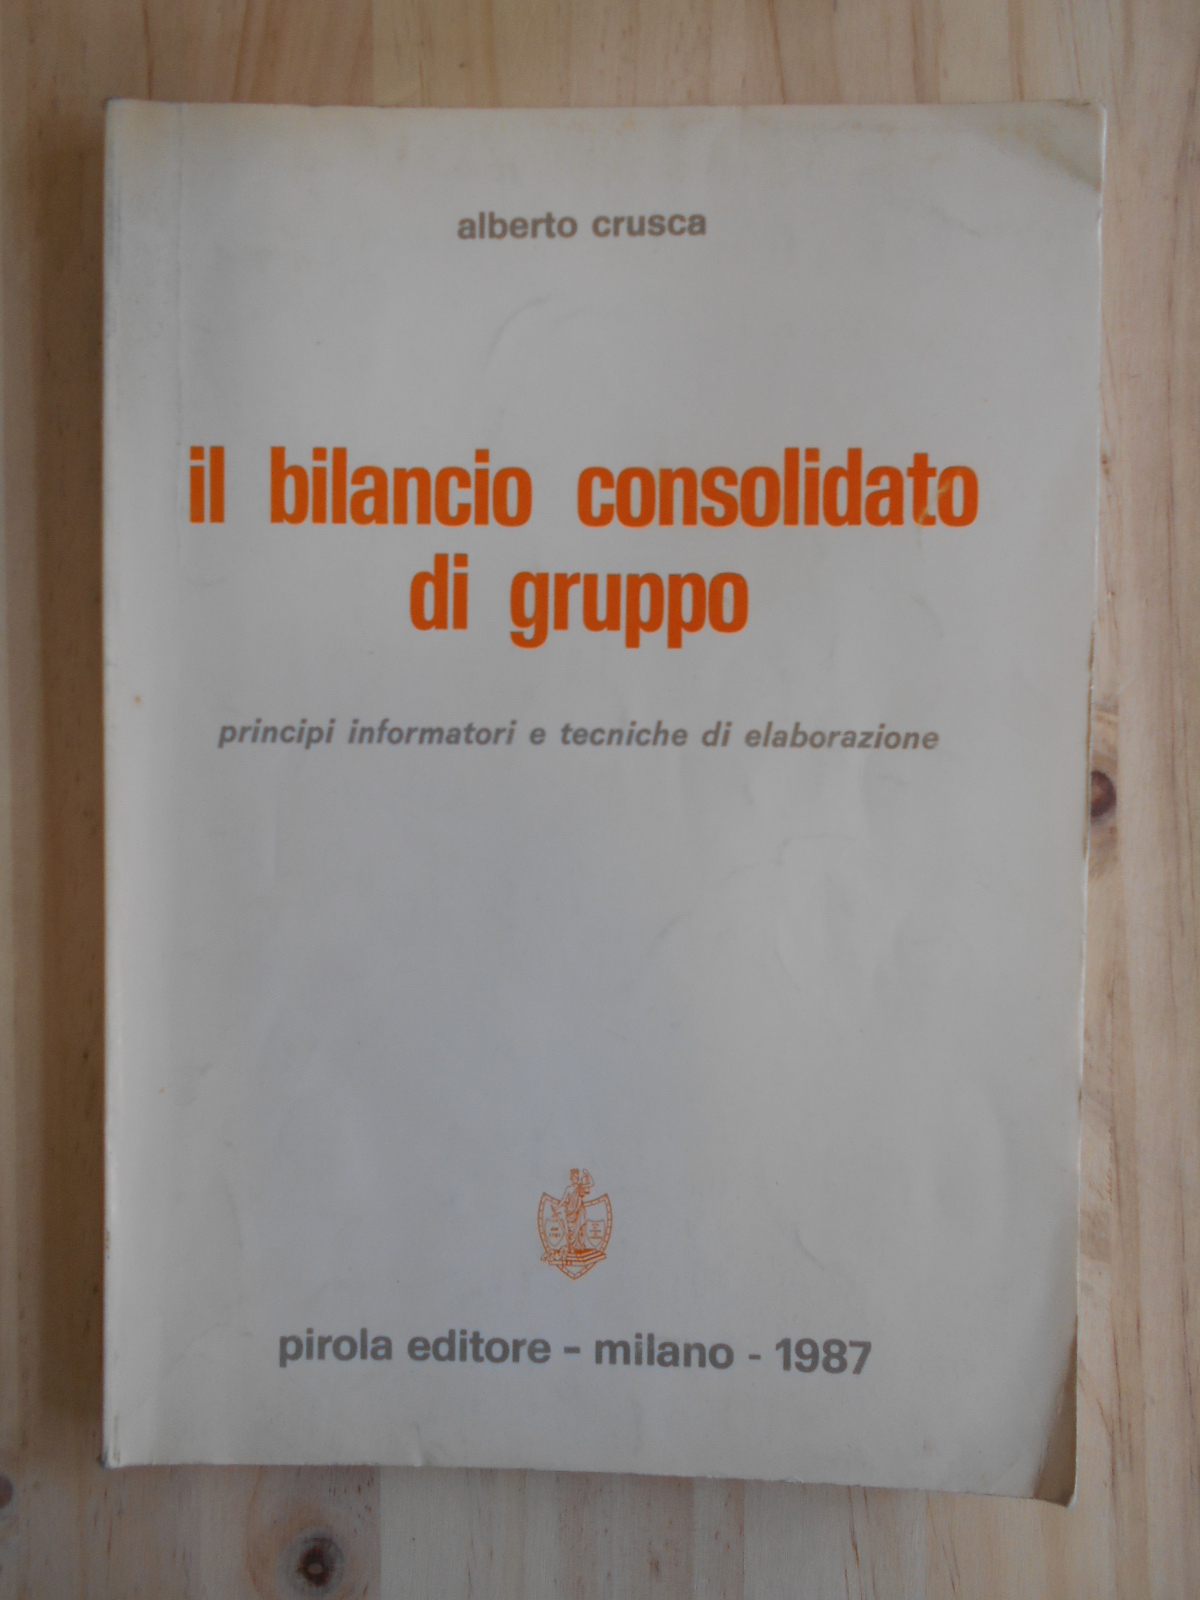 alberto crusca
il bilancio consolidato
di gruppo
principi informatori e tecniche di elaborazione
pirola editore - milano - 1987